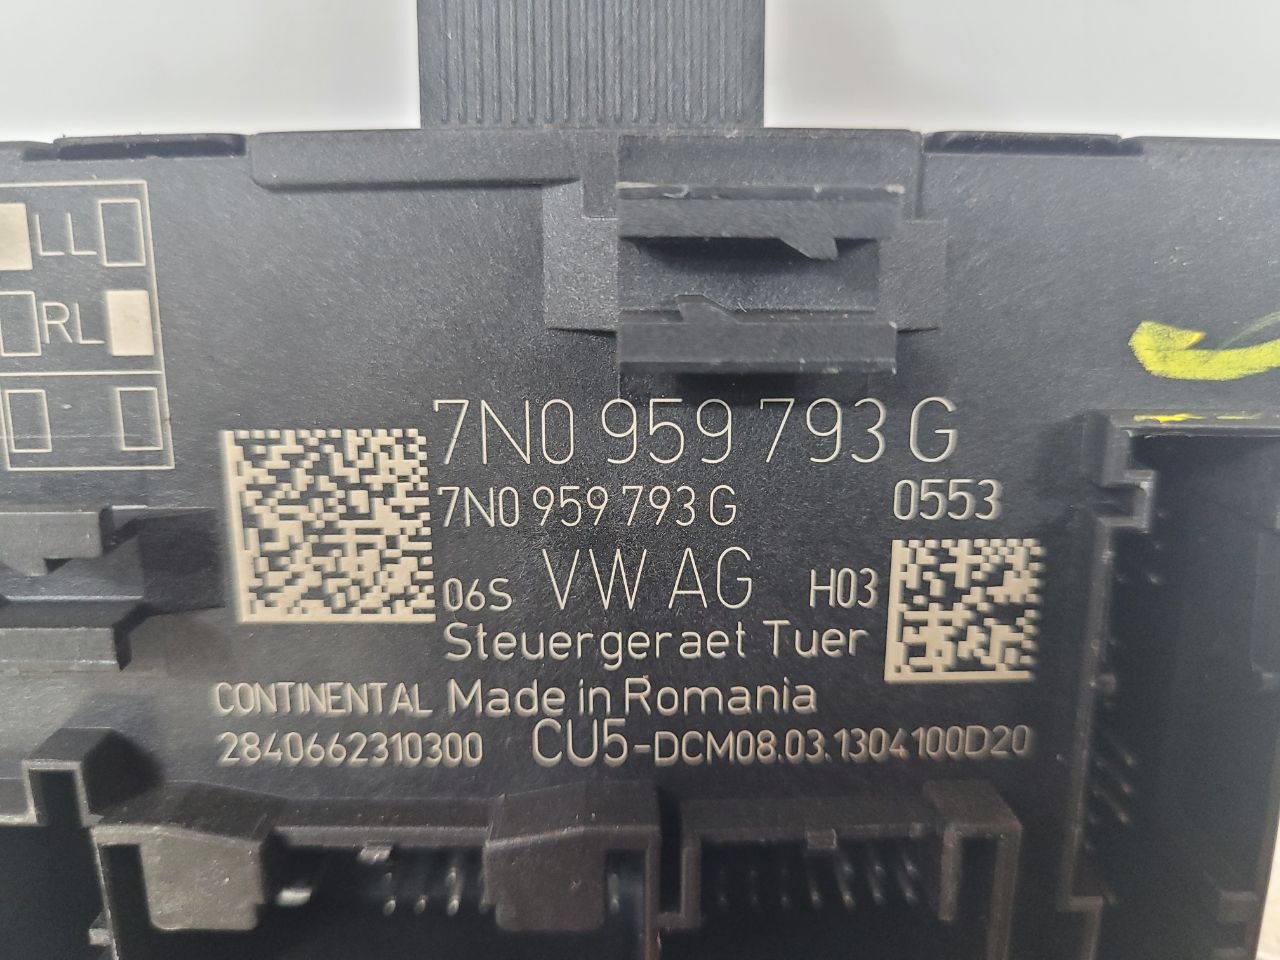 LL
RL
7N0 959 793 G
7N0 959 793 G 0553
06S VW AG H03
Steuergeraet Tuer
CONTINENTAL Made in Romania
2840662310300 CU5-DCM08.03.1304100D20